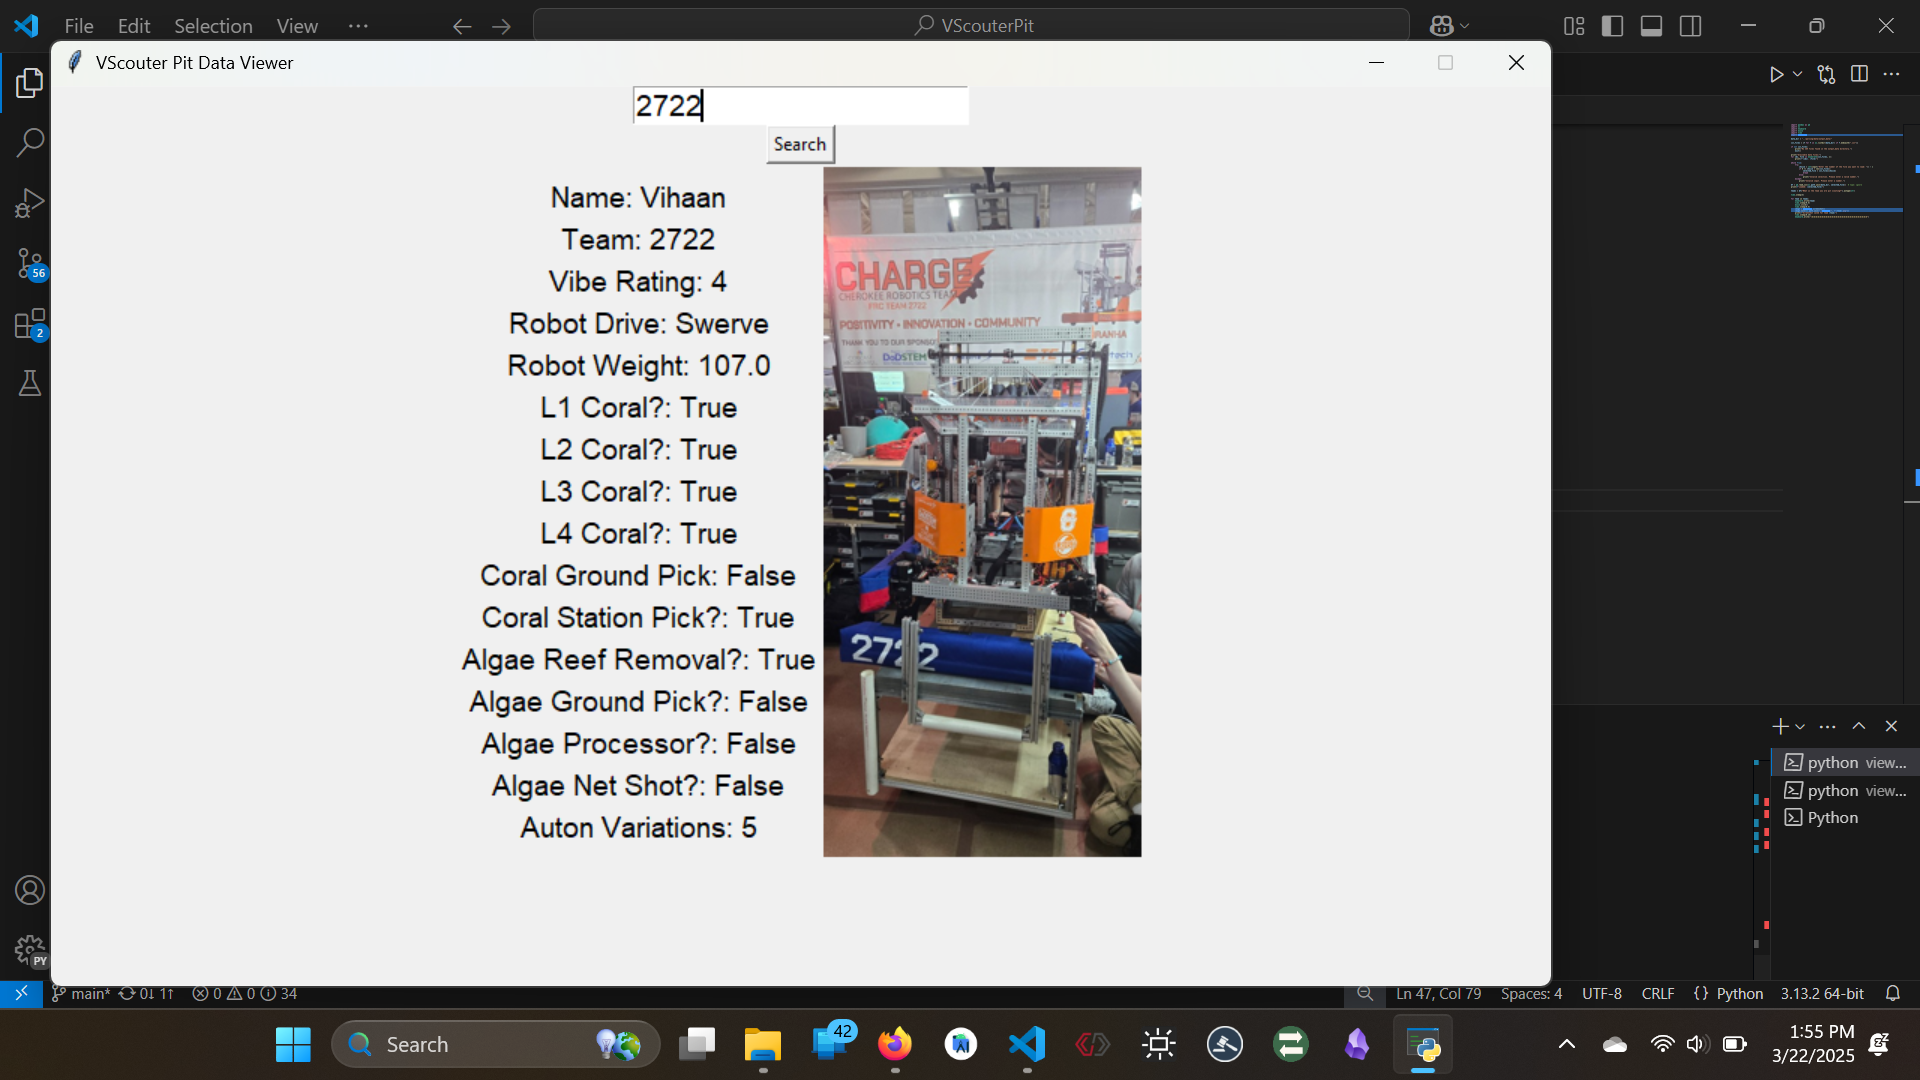 File Edit Selection View ··· VScouterPit
VScouter Pit Data Viewer
2722
Search
Name: Vihaan
Team: 2722
Vibe Rating: 4
Robot Drive: Swerve
Robot Weight: 107.0
L1 Coral?: True
L2 Coral?: True
L3 Coral?: True
L4 Coral?: True
Coral Ground Pick: False
Coral Station Pick?: True
Algae Reef Removal?: True
Algae Ground Pick?: False
Algae Processor?: False
Algae Net Shot?: False
Auton Variations: 5
CHARGE
CHEROKEE ROBOTICS TEAM
FRC TEAM 2722
POSITIVITY • INNOVATION • COMMUNITY
THANK YOU TO OUR SPONSO
DoDSTEM
2722
56
2
PY
python view...
python view...
Python
main* 0↓ 1↑ 0 0 34
Ln 47, Col 79 Spaces: 4 UTF-8 CRLF {} Python 3.13.2 64-bit
Search
42
1:55 PM
3/22/2025